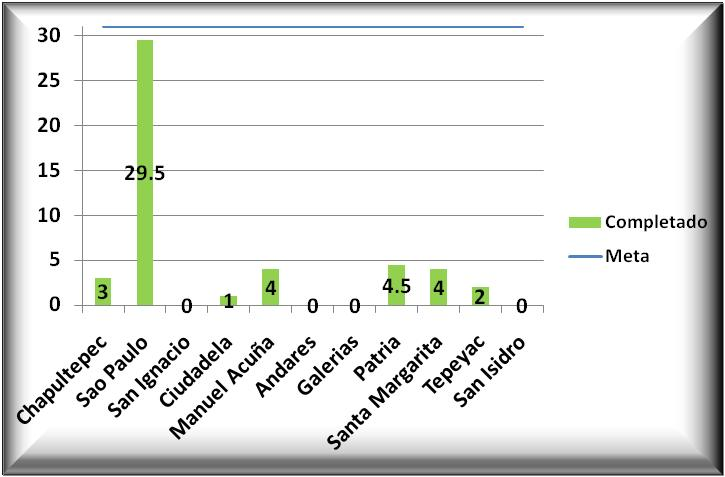 30
25
20
15
10
5
0
3
29.5
0
1
4
0
0
4.5
4
2
0
Chapultepec
Sao Paulo
San Ignacio
Ciudadela
Manuel Acuña
Andares
Galerias
Patria
Santa Margarita
Tepeyac
San Isidro
Completado
Meta